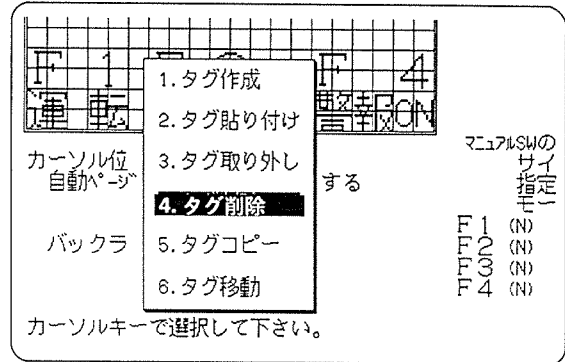 F 1 F 4
運 転 報 ON
1.タグ作成
2.タグ貼り付け
3.タグ取り外し
4.タグ削除
5.タグコピー
6.タグ移動
カーソル位 する
自動ページ
バックラ
マニュアルSWの
サイ
指定
モー
F1 (N)
F2 (N)
F3 (N)
F4 (N)
カーソルキーで選択して下さい。